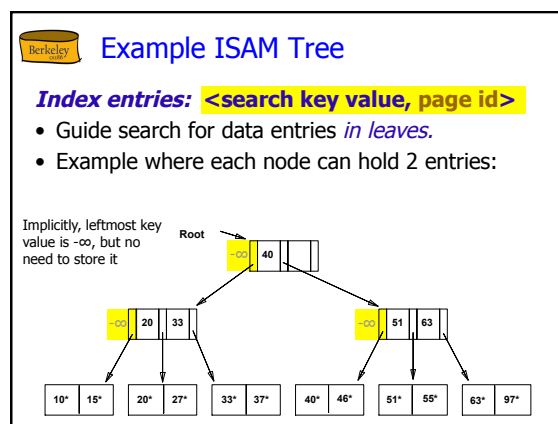 Berkeley
cs186
Example ISAM Tree
Index entries: <search key value, page id>
• Guide search for data entries in leaves.
• Example where each node can hold 2 entries:
Implicitly, leftmost key
value is -∞, but no
need to store it
Root
-∞ 40
-∞ 20 33 -∞ 51 63
10* 15* 20* 27* 33* 37* 40* 46* 51* 55* 63* 97*